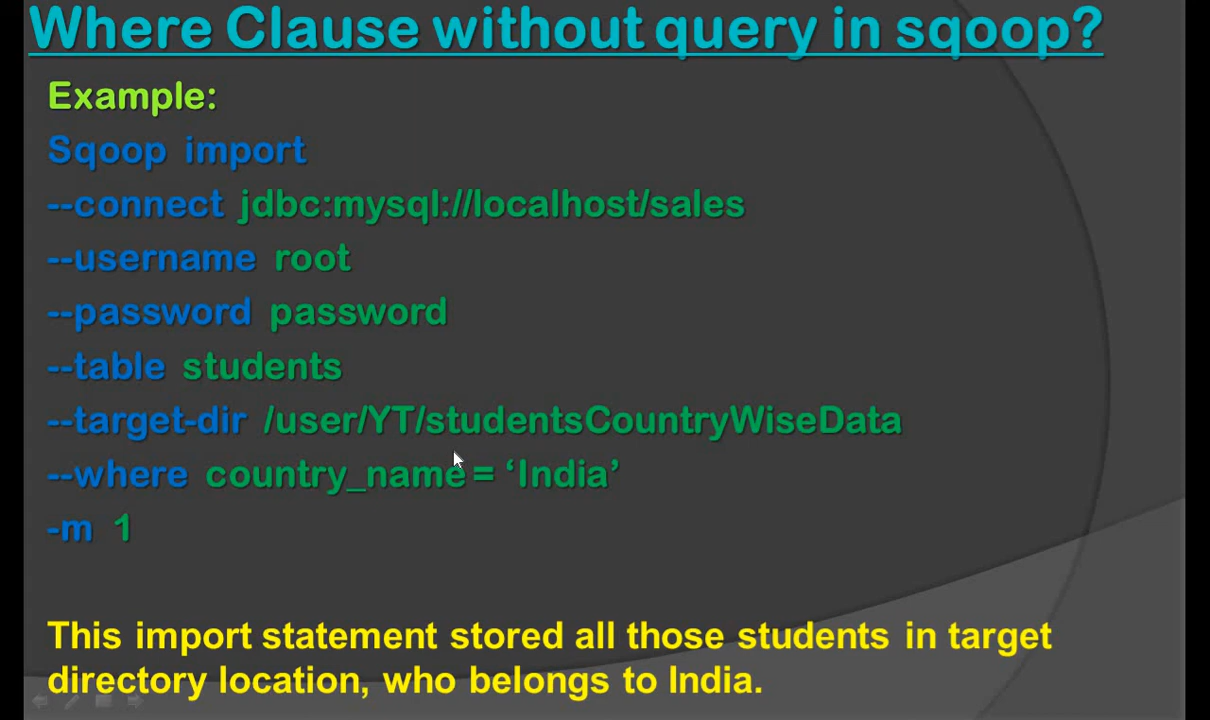 Where Clause without query in sqoop?
Example:
Sqoop import
--connect jdbc:mysql://localhost/sales
--username root
--password password
--table students
--target-dir /user/YT/studentsCountryWiseData
--where country_name = ‘India’
-m 1
This import statement stored all those students in target
directory location, who belongs to India.